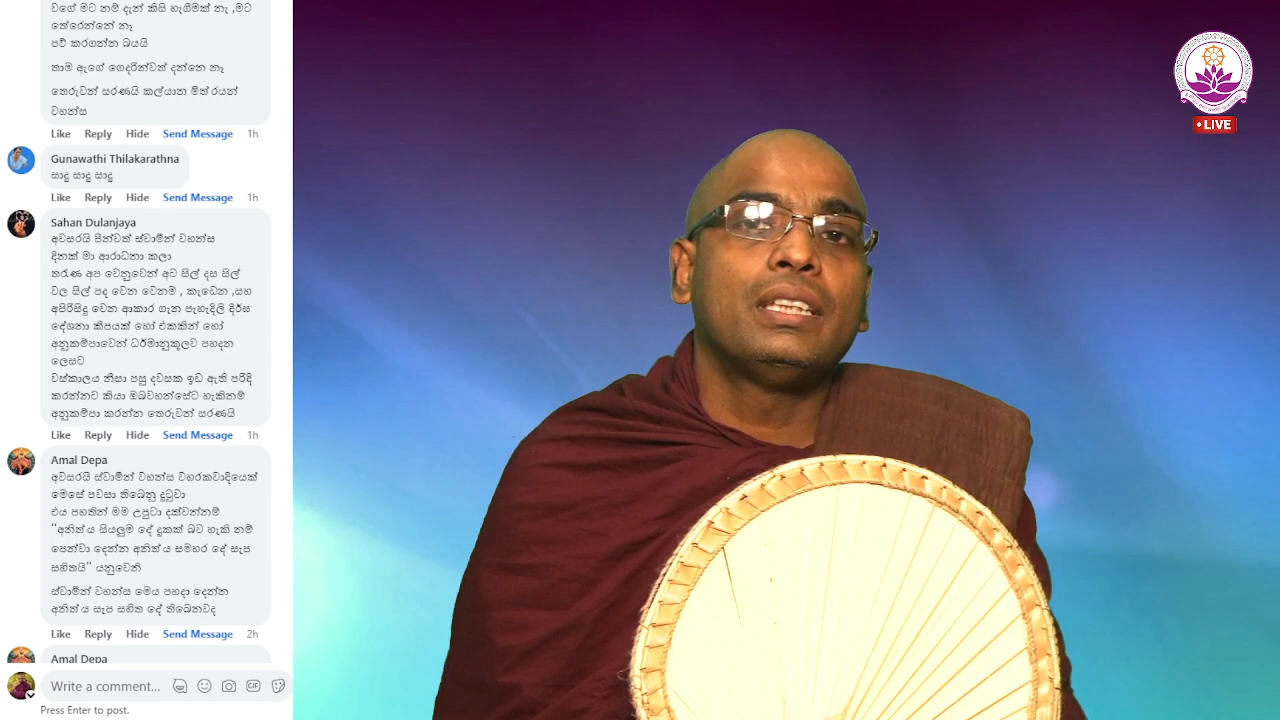 වගේ මට නම් දැන් කිසි හැගීමක් නෑ ,මට
තේරෙන්නේ නෑ
පව් කරගන්න බයයි
තාම ඇගේ ගෙදරින්වත් දන්නෙ නෑ
තෙරුවන් සරණයි කල්යාන මිත් රයන්
වහන්ස
Like Reply Hide Send Message 1h
Gunawathi Thilakarathna
සාදු සාදු සාදු
Like Reply Hide Send Message 1h
Sahan Dulanjaya
අවසරයි පින්වත් ස්වාමීන් වහන්ස
දිනක් මා ආරාධනා කලා
තරුණ අප වෙනුවෙන් අට සිල් දස සිල්
වල සිල් පද වෙන වෙනම , කැඩෙන ,සහ
අපිරිසිදු වෙන ආකාර ගැන පැහැදිලි දීර්ඝ
දේශනා කීපයක් හෝ එකකින් හෝ
අනුකම්පාවෙන් ධර්මානුකූලව පහදන
ලෙසට
වස්කාලය නිසා පසු දවසක ඉඩ ඇති පරිදි
කරන්නට කියා ඔබවහන්සේට හැකිනම්
අනුකම්පා කරන්න තෙරුවන් සරණයි
Like Reply Hide Send Message 1h
Amal Depa
අවසරයි ස්වාමීන් වහන්ස වහරකවාදියෙක්
මෙසේ පවසා තිබෙනු දුටුවා
එය පහතින් මම උපුටා දක්වන්නම්
"අනිත් ය සියලුම දේ දුකක් බව හැකි නම්
පෙන්වා දෙන්න අනිත් ය සමහර දේ සැප
සහිතයි" යනුවෙනි
ස්වාමීන් වහන්ස මෙය පහදා දෙන්න
අනිත් ය සැප සහිත දේ තිබෙනවද
Like Reply Hide Send Message 2h
Amal Depa
Write a comment...
GIF
Press Enter to post.
• LIVE